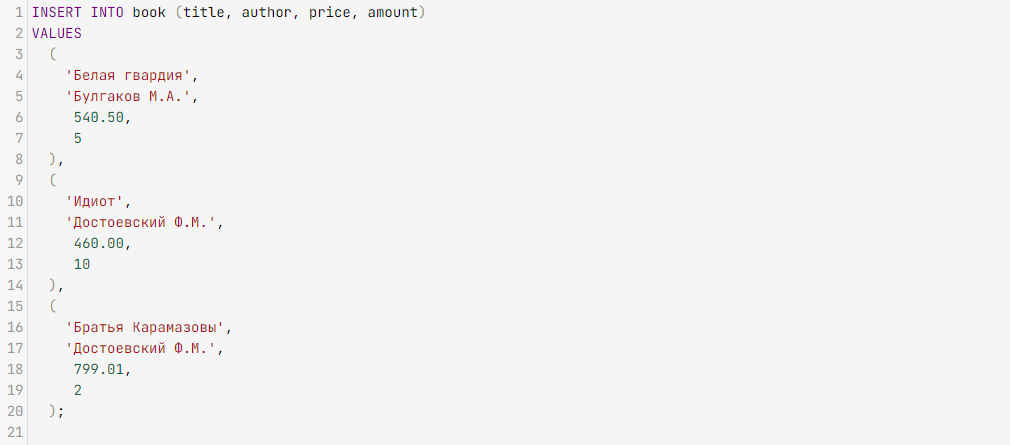 1 INSERT INTO book (title, author, price, amount)
2 VALUES
3 (
4 'Белая гвардия',
5 'Булгаков М.А.',
6 540.50,
7 5
8 ),
9 (
10 'Идиот',
11 'Достоевский Ф.М.',
12 460.00,
13 10
14 ),
15 (
16 'Братья Карамазовы',
17 'Достоевский Ф.М.',
18 799.01,
19 2
20 );
21